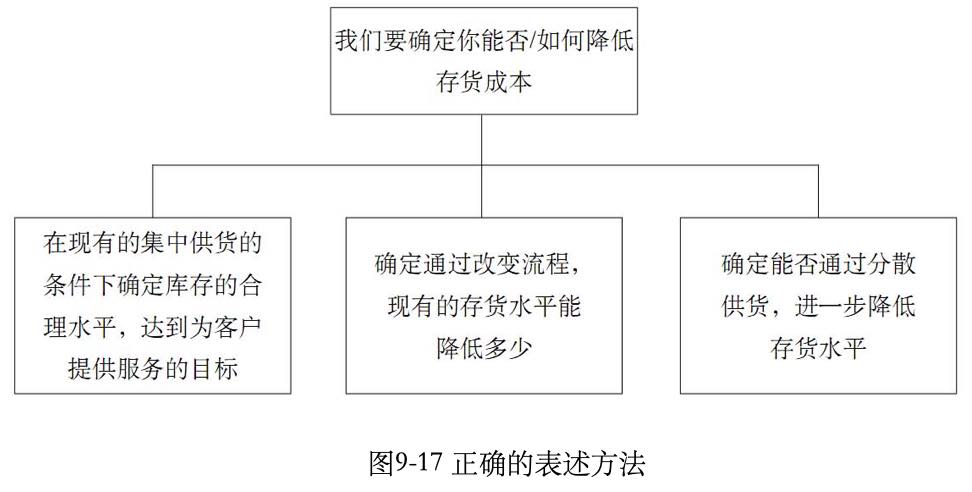 我们要确定你能否/如何降低
存货成本
在现有的集中供货的
条件下确定库存的合
理水平，达到为客户
提供服务的目标
确定通过改变流程，
现有的存货水平能
降低多少
确定能否通过分散
供货，进一步降低
存货水平
图9-17 正确的表述方法